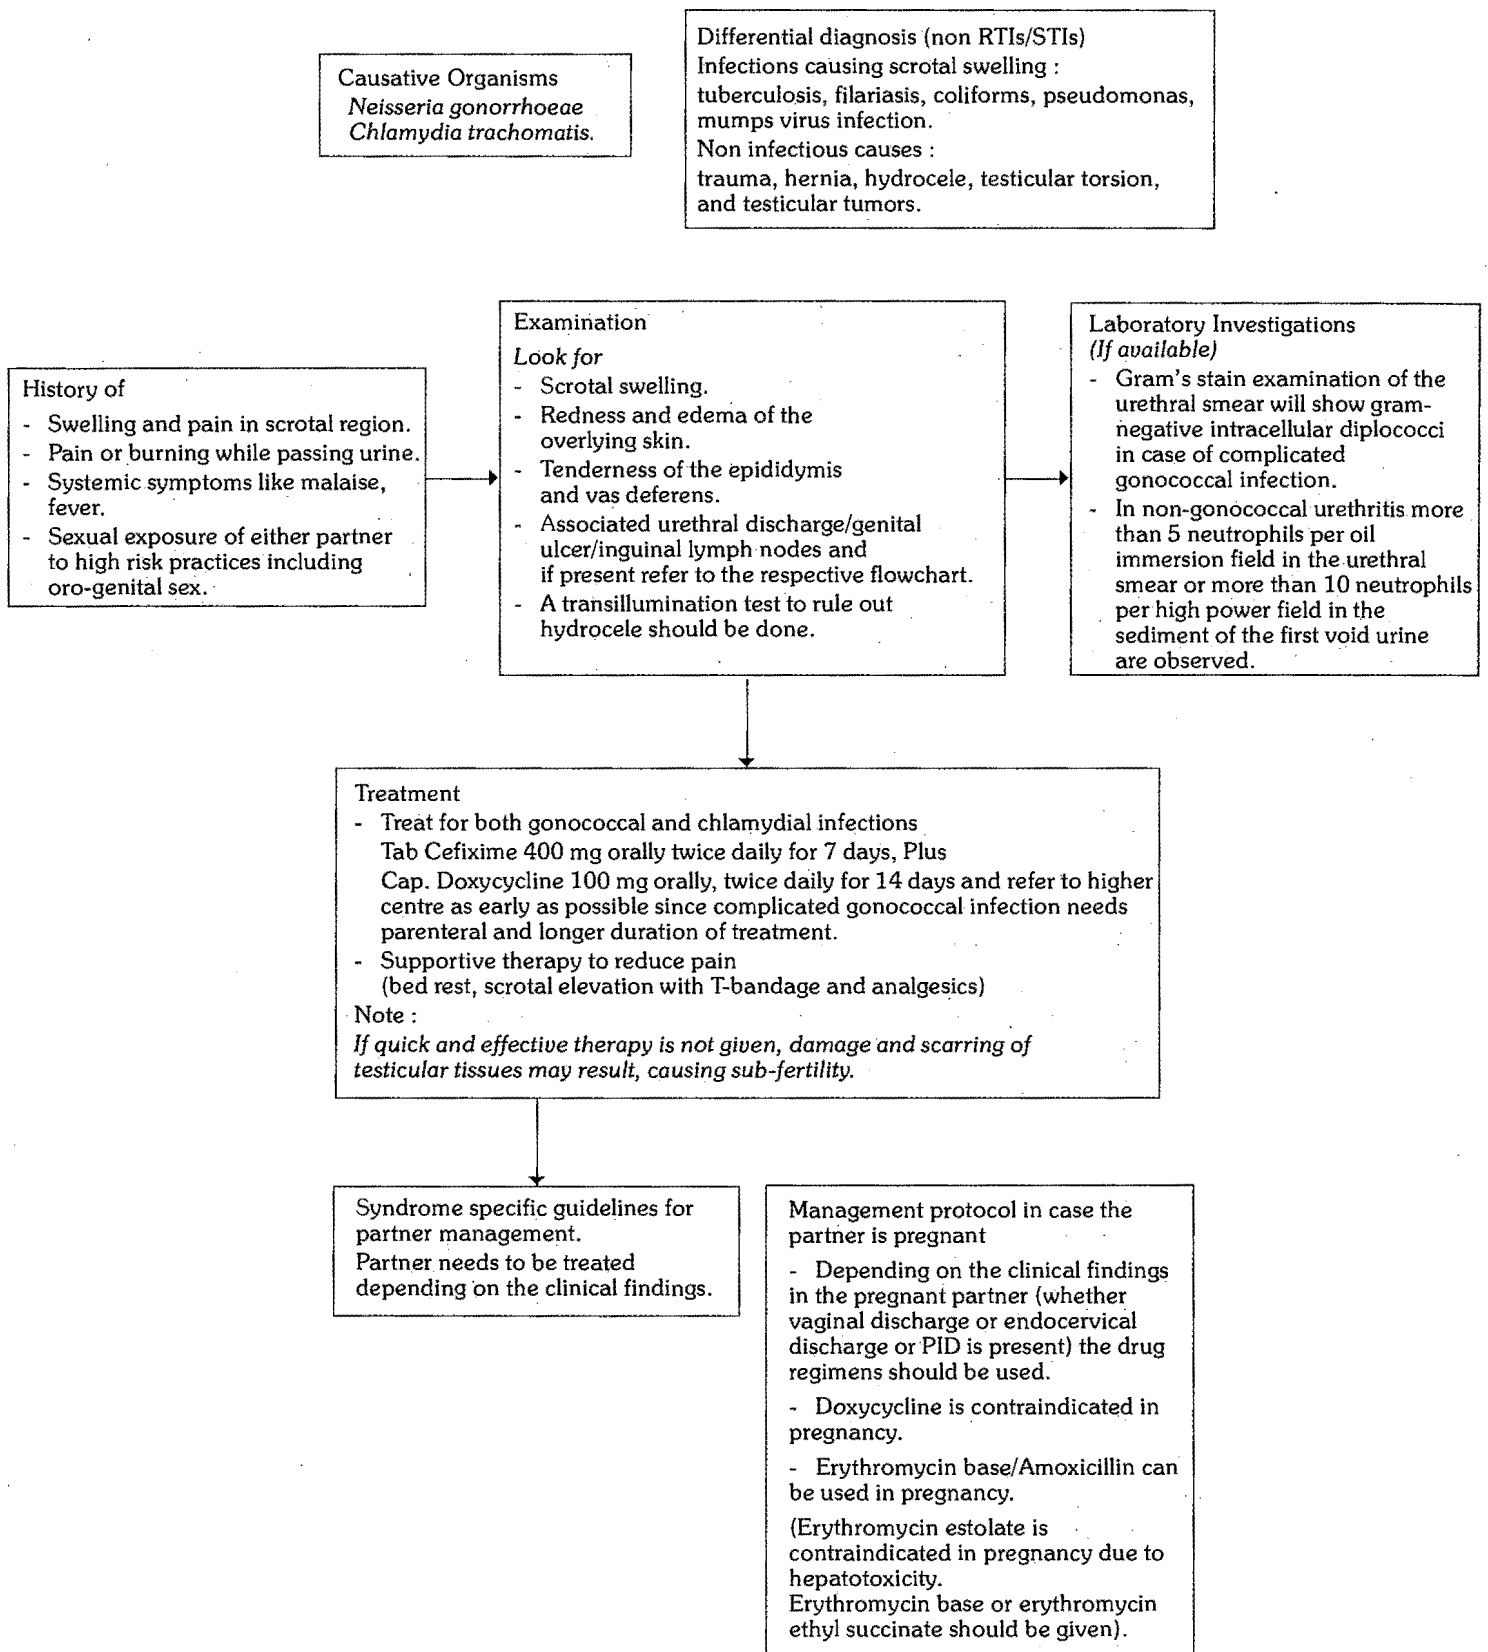 Causative Organisms
Neisseria gonorrhoeae
Chlamydia trachomatis.
Differential diagnosis (non RTIs/STIs)
Infections causing scrotal swelling :
tuberculosis, filariasis, coliforms, pseudomonas,
mumps virus infection.
Non infectious causes :
trauma, hernia, hydrocele, testicular torsion,
and testicular tumors.
History of
- Swelling and pain in scrotal region.
- Pain or burning while passing urine.
- Systemic symptoms like malaise,
fever.
- Sexual exposure of either partner
to high risk practices including
oro-genital sex.
Examination
Look for
- Scrotal swelling.
- Redness and edema of the
overlying skin.
- Tenderness of the epididymis
and vas deferens.
- Associated urethral discharge/genital
ulcer/inguinal lymph nodes and
if present refer to the respective flowchart.
- A transillumination test to rule out
hydrocele should be done.
Laboratory Investigations
(If available)
- Gram's stain examination of the
urethral smear will show gram-
negative intracellular diplococci
in case of complicated
gonococcal infection.
- In non-gonococcal urethritis more
than 5 neutrophils per oil
immersion field in the urethral
smear or more than 10 neutrophils
per high power field in the
sediment of the first void urine
are observed.
Treatment
- Treat for both gonococcal and chlamydial infections
Tab Cefixime 400 mg orally twice daily for 7 days, Plus
Cap. Doxycycline 100 mg orally, twice daily for 14 days and refer to higher
centre as early as possible since complicated gonococcal infection needs
parenteral and longer duration of treatment.
- Supportive therapy to reduce pain
(bed rest, scrotal elevation with T-bandage and analgesics)
Note :
If quick and effective therapy is not given, damage and scarring of
testicular tissues may result, causing sub-fertility.
Syndrome specific guidelines for
partner management.
Partner needs to be treated
depending on the clinical findings.
Management protocol in case the
partner is pregnant
- Depending on the clinical findings
in the pregnant partner (whether
vaginal discharge or endocervical
discharge or PID is present) the drug
regimens should be used.
- Doxycycline is contraindicated in
pregnancy.
- Erythromycin base/Amoxicillin can
be used in pregnancy.
(Erythromycin estolate is
contraindicated in pregnancy due to
hepatotoxicity.
Erythromycin base or erythromycin
ethyl succinate should be given).